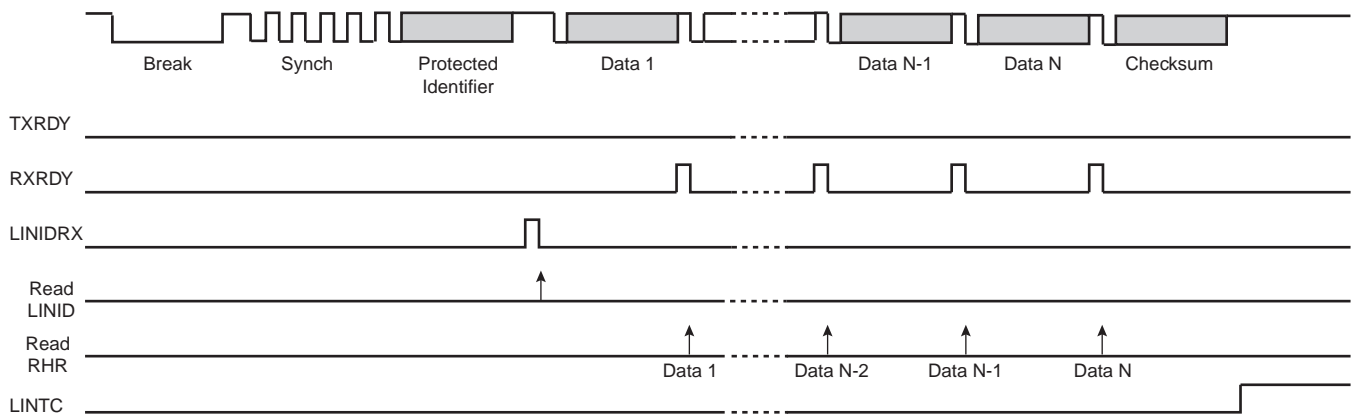 Break
Synch
Protected
Identifier
Data 1
Data N-1
Data N
Checksum
TXRDY
RXRDY
LINIDRX
Read
LINID
Read
RHR
Data 1
Data N-2
Data N-1
Data N
LINTC